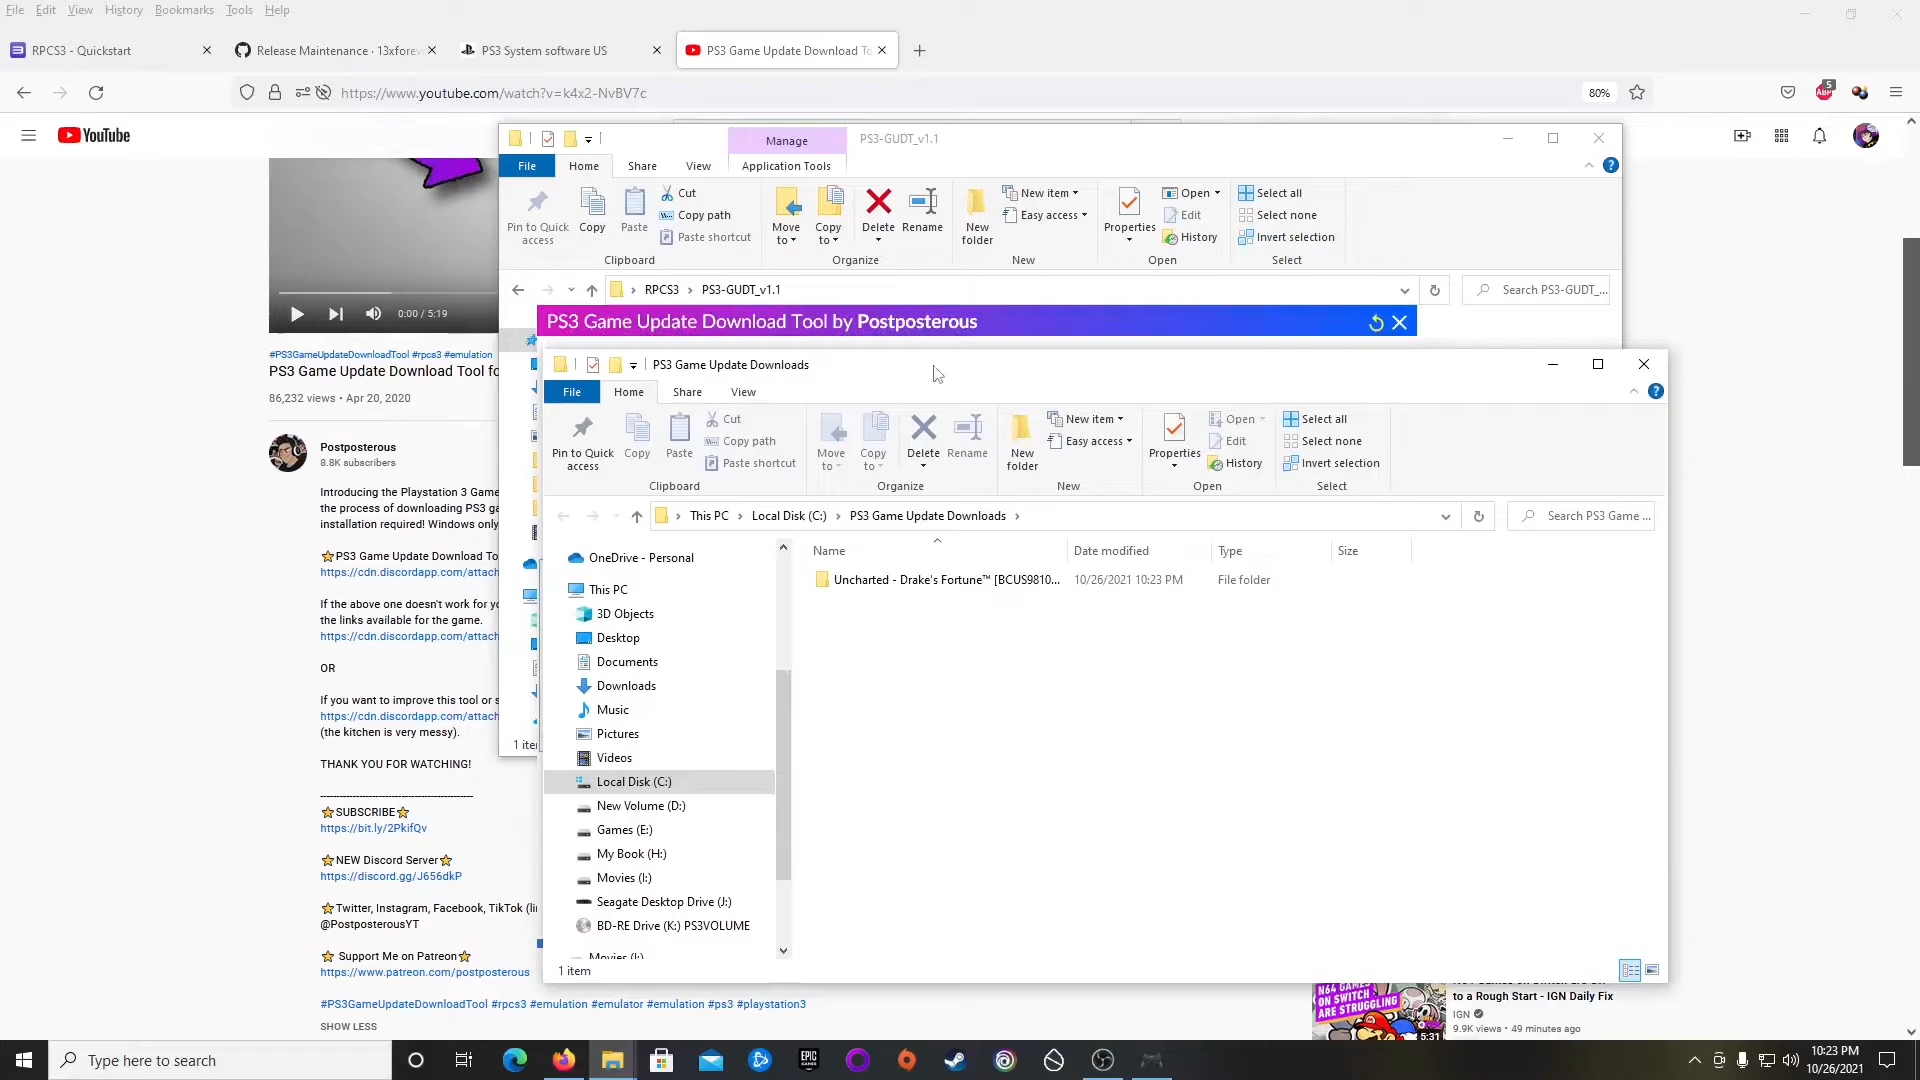 File Edit View History Bookmarks Tools Help
RPCS3 - Quickstart
Release Maintenance · 13xforev
PS3 System software US
PS3 Game Update Download To
https://www.youtube.com/watch?v=k4x2-NvBV7c
80%
5
ABP
YouTube
Manage
PS3-GUDT_v1.1
File Home Share View Application Tools
Pin to Quick access
Copy
Paste
Cut
Copy path
Paste shortcut
Clipboard
Move to
Copy to
Delete
Rename
Organize
New folder
New item
Easy access
New
Properties
Open
Edit
History
Open
Select all
Select none
Invert selection
Select
RPCS3 > PS3-GUDT_v1.1
Search PS3-GUDT_...
PS3 Game Update Download Tool by Postposterous
PS3 Game Update Downloads
File Home Share View
Pin to Quick access
Copy
Paste
Cut
Copy path
Paste shortcut
Clipboard
Move to
Copy to
Delete
Rename
Organize
New folder
New item
Easy access
New
Properties
Open
Edit
History
Open
Select all
Select none
Invert selection
Select
This PC > Local Disk (C:) > PS3 Game Update Downloads >
Search PS3 Game ...
Name Date modified Type Size
Uncharted - Drake's Fortune™ [BCUS9810... 10/26/2021 10:23 PM File folder
OneDrive - Personal
This PC
3D Objects
Desktop
Documents
Downloads
Music
Pictures
Videos
Local Disk (C:)
New Volume (D:)
Games (E:)
My Book (H:)
Movies (I:)
Seagate Desktop Drive (J:)
BD-RE Drive (K:) PS3VOLUME
Movies (I:)
1 item
1 iten
0:00 / 5:19
#PS3GameUpdateDownloadTool #rpcs3 #emulation
PS3 Game Update Download Tool fo
86,232 views • Apr 20, 2020
Postposterous
8.8K subscribers
Introducing the Playstation 3 Game
the process of downloading PS3 ga
installation required! Windows only
⭐PS3 Game Update Download To
https://cdn.discordapp.com/attach
If the above one doesn't work for yo
the links available for the game.
https://cdn.discordapp.com/attach
OR
If you want to improve this tool or s
https://cdn.discordapp.com/attach
(the kitchen is very messy).
THANK YOU FOR WATCHING!
----------------------------------------------
⭐SUBSCRIBE⭐
https://bit.ly/2PkifQv
⭐NEW Discord Server⭐
https://discord.gg/J656dkP
⭐Twitter, Instagram, Facebook, TikTok (lin
@PostposterousYT
⭐ Support Me on Patreon⭐
https://www.patreon.com/postposterous
#PS3GameUpdateDownloadTool #rpcs3 #emulation #emulator #emulation #ps3 #playstation3
SHOW LESS
N64 GAMES
ON SWITCH ARE
STRUGGLING
5:31
to a Rough Start - IGN Daily Fix
IGN
9.9K views • 49 minutes ago
Type here to search
EPIC GAMES
10:23 PM
10/26/2021